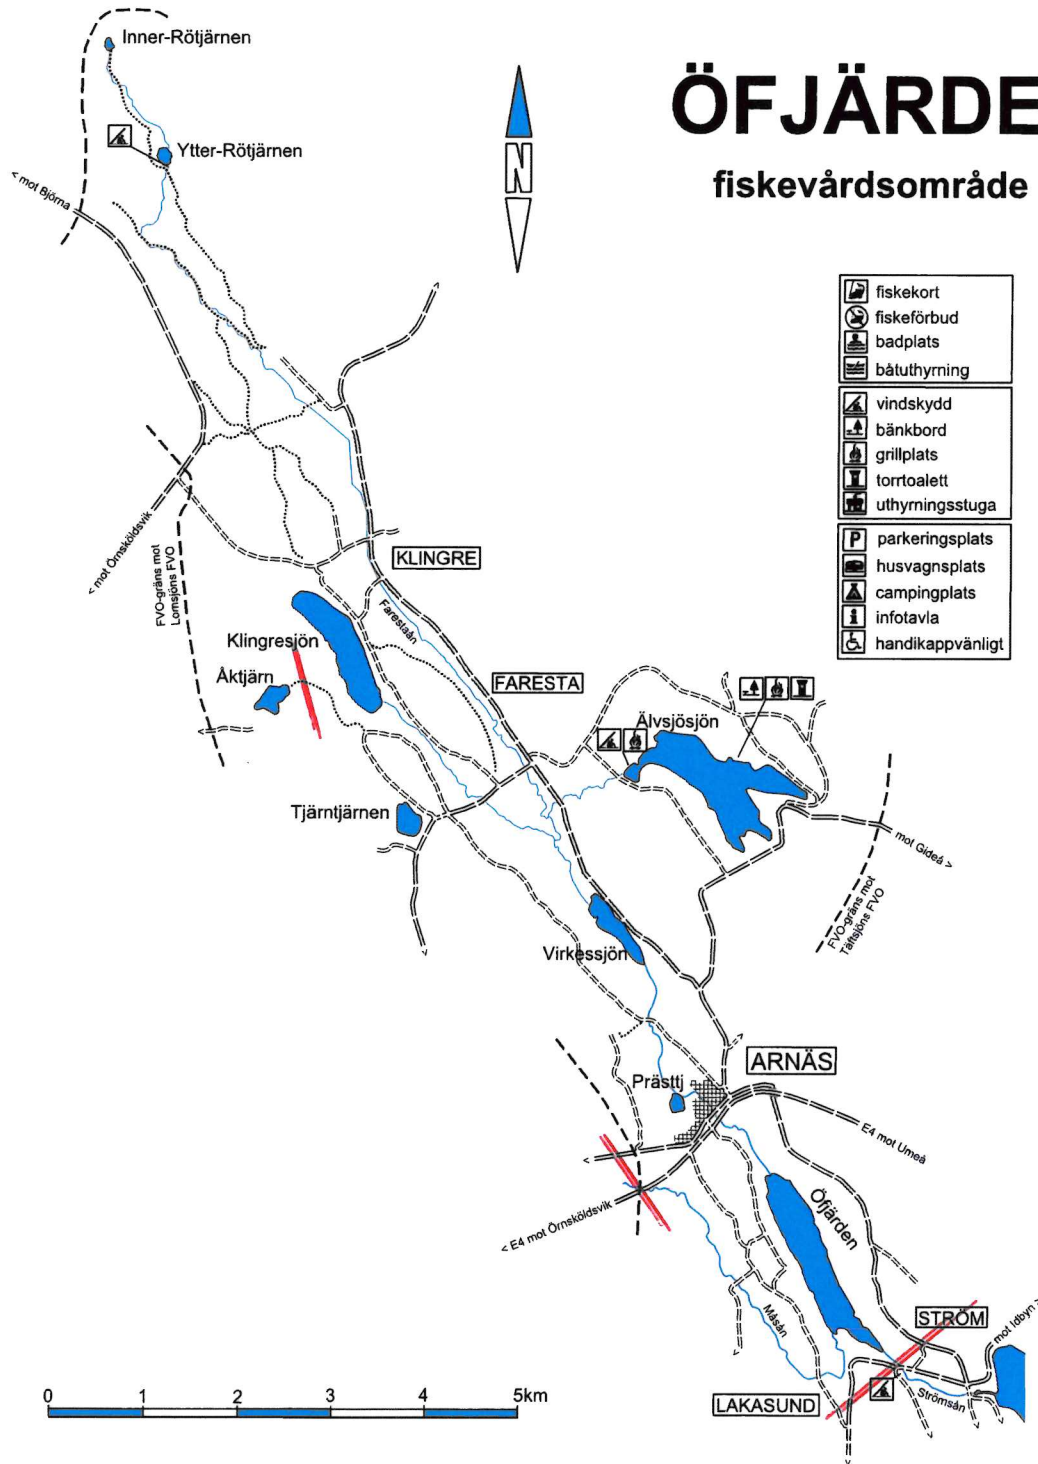 Inner-Rötjärnen
ÖFJÄRDE
Ytter-Rötjärnen
fiskevårdsområde
N
< mot Björna
fiskekort
fiskeförbud
badplats
båtuthyrning
vindskydd
bänkbord
grillplats
torrtoalett
uthyrningsstuga
P parkeringsplats
husvagnsplats
campingplats
i infotavla
handikappvänligt
< mot Örnsköldsvik
FVO-gräns mot
Lomsjöns FVO
KLINGRE
Farestaån
Klingresjön
Åktjärn
FARESTA
Älvsjösjön
Tjärntjärnen
mot Gideå >
FVO-gräns mot
Täftsjöns FVO
Virkessjön
ARNÄS
Prästtj
E4 mot Umeå
< E4 mot Örnsköldsvik
Öfjärden
Måsån
STRÖM
mot Idbyn >
LAKASUND
Strömsån
0 1 2 3 4 5km